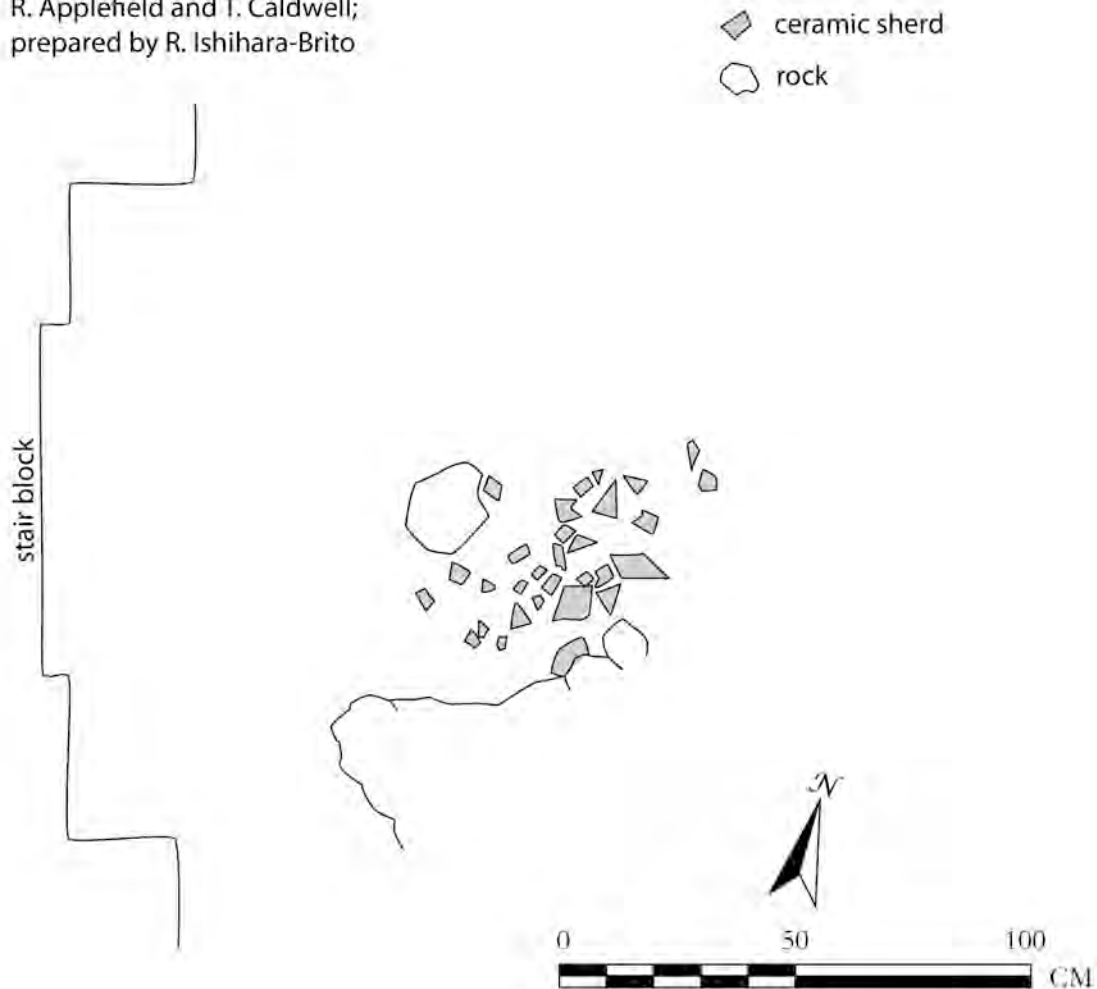 R. Applefield and T. Caldwell;
prepared by R. Ishihara-Brito
ceramic sherd
rock
stair block
N
0 50 100
CM